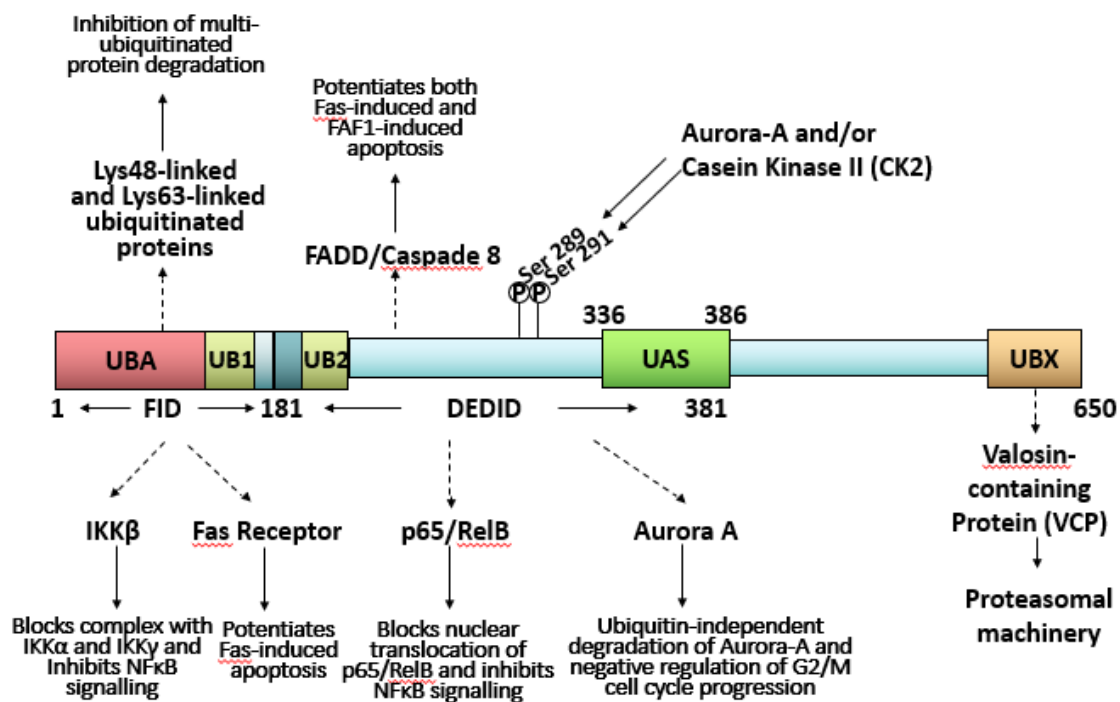 Inhibition of multi-
ubiquitinated
protein degradation
Potentiates both
Fas-induced and
FAF1-induced
apoptosis
Aurora-A and/or
Casein Kinase II (CK2)
Lys48-linked
and Lys63-linked
ubiquitinated
proteins
FADD/Caspade 8
Ser 289
Ser 291
P
P
336
386
UBA
UB1
UB2
UAS
UBX
1
FID
181
DEDID
381
650
IKKβ
Fas Receptor
p65/RelB
Aurora A
Valosin-
containing
Protein (VCP)
Blocks complex with
IKKα and IKKγ and
Inhibits NFκB
signalling
Potentiates
Fas-induced
apoptosis
Blocks nuclear
translocation of
p65/RelB and inhibits
NFκB signalling
Ubiquitin-independent
degradation of Aurora-A and
negative regulation of G2/M
cell cycle progression
Proteasomal
machinery